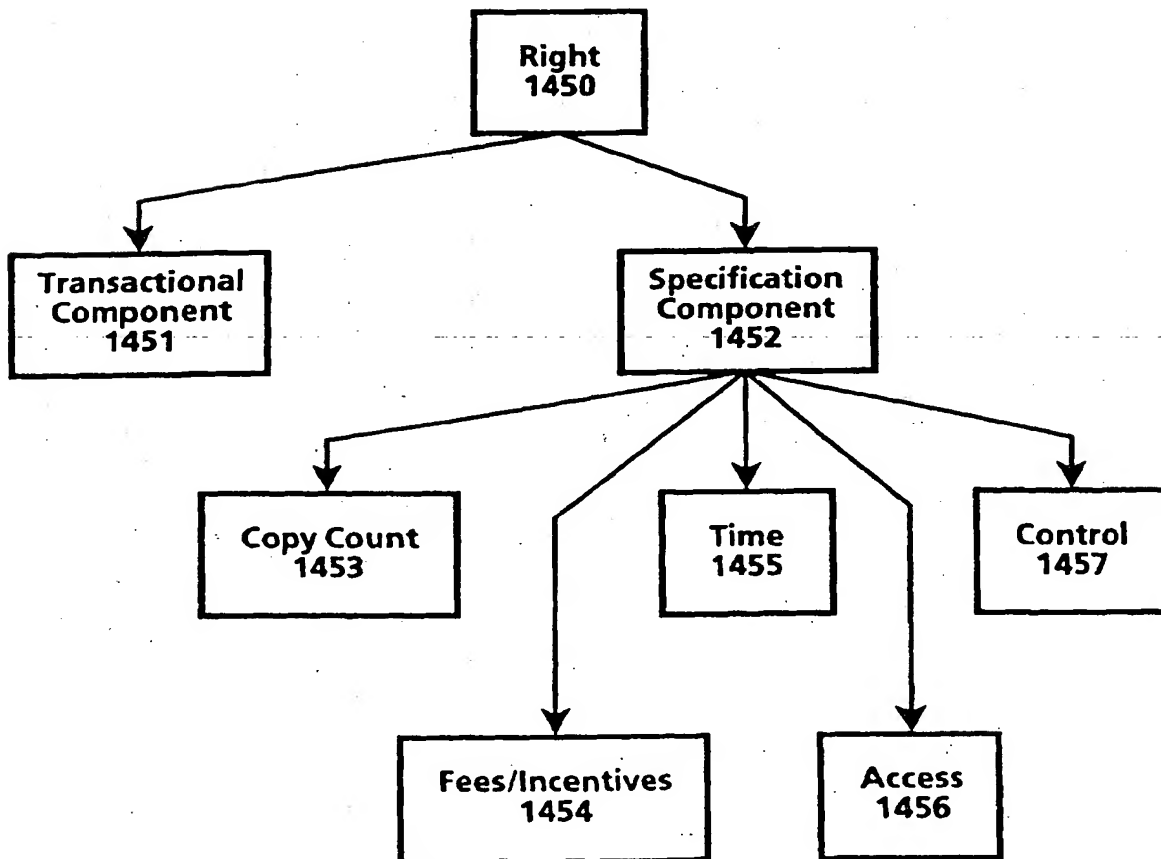 Right
1450
Transactional
Component
1451
Specification
Component
1452
Copy Count
1453
Time
1455
Control
1457
Fees/Incentives
1454
Access
1456